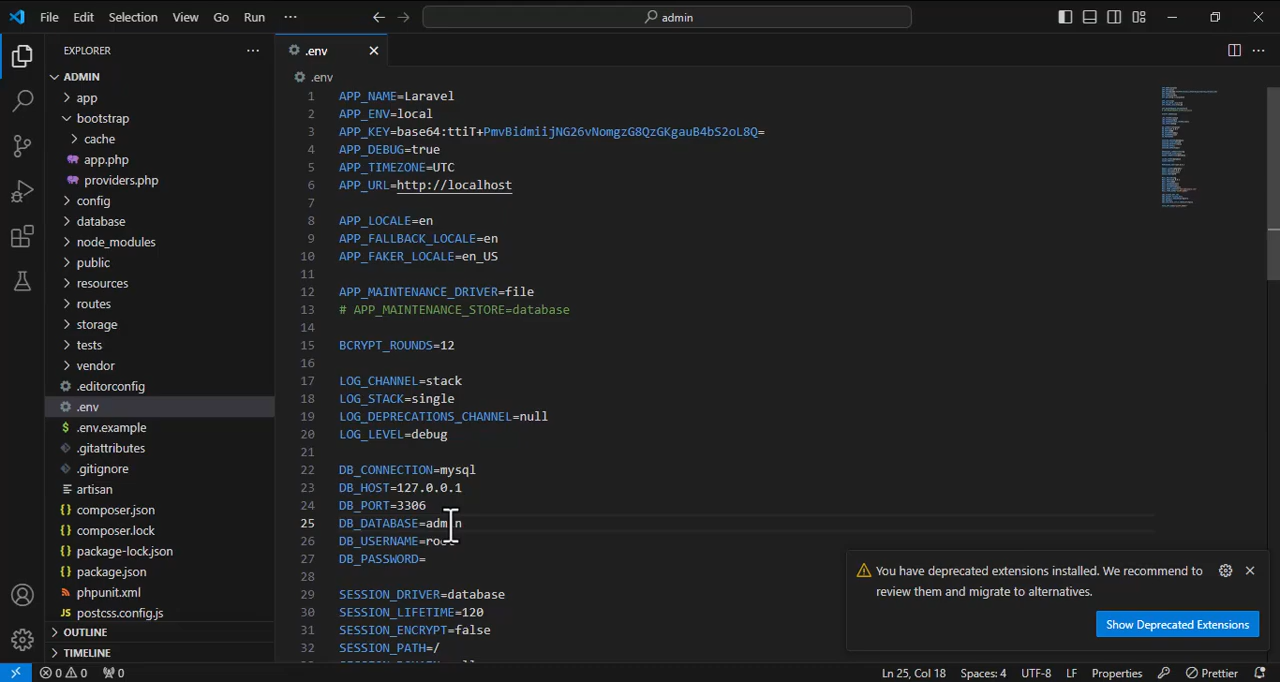 File Edit Selection View Go Run ··· admin
EXPLORER ···
ADMIN
app
bootstrap
cache
app.php
providers.php
config
database
node_modules
public
resources
routes
storage
tests
vendor
.editorconfig
.env
.env.example
.gitattributes
.gitignore
artisan
composer.json
composer.lock
package-lock.json
package.json
phpunit.xml
postcss.config.js
OUTLINE
TIMELINE
.env
.env
1 APP_NAME=Laravel
2 APP_ENV=local
3 APP_KEY=base64:ttiT+PmvBidmiijNG26vNomgzG8QzGKgauB4bS2oL8Q=
4 APP_DEBUG=true
5 APP_TIMEZONE=UTC
6 APP_URL=http://localhost
7
8 APP_LOCALE=en
9 APP_FALLBACK_LOCALE=en
10 APP_FAKER_LOCALE=en_US
11
12 APP_MAINTENANCE_DRIVER=file
13 # APP_MAINTENANCE_STORE=database
14
15 BCRYPT_ROUNDS=12
16
17 LOG_CHANNEL=stack
18 LOG_STACK=single
19 LOG_DEPRECATIONS_CHANNEL=null
20 LOG_LEVEL=debug
21
22 DB_CONNECTION=mysql
23 DB_HOST=127.0.0.1
24 DB_PORT=3306
25 DB_DATABASE=admin
26 DB_USERNAME=root
27 DB_PASSWORD=
28
29 SESSION_DRIVER=database
30 SESSION_LIFETIME=120
31 SESSION_ENCRYPT=false
32 SESSION_PATH=/
You have deprecated extensions installed. We recommend to
review them and migrate to alternatives.
Show Deprecated Extensions
0 0 0 Ln 25, Col 18 Spaces: 4 UTF-8 LF Properties Prettier